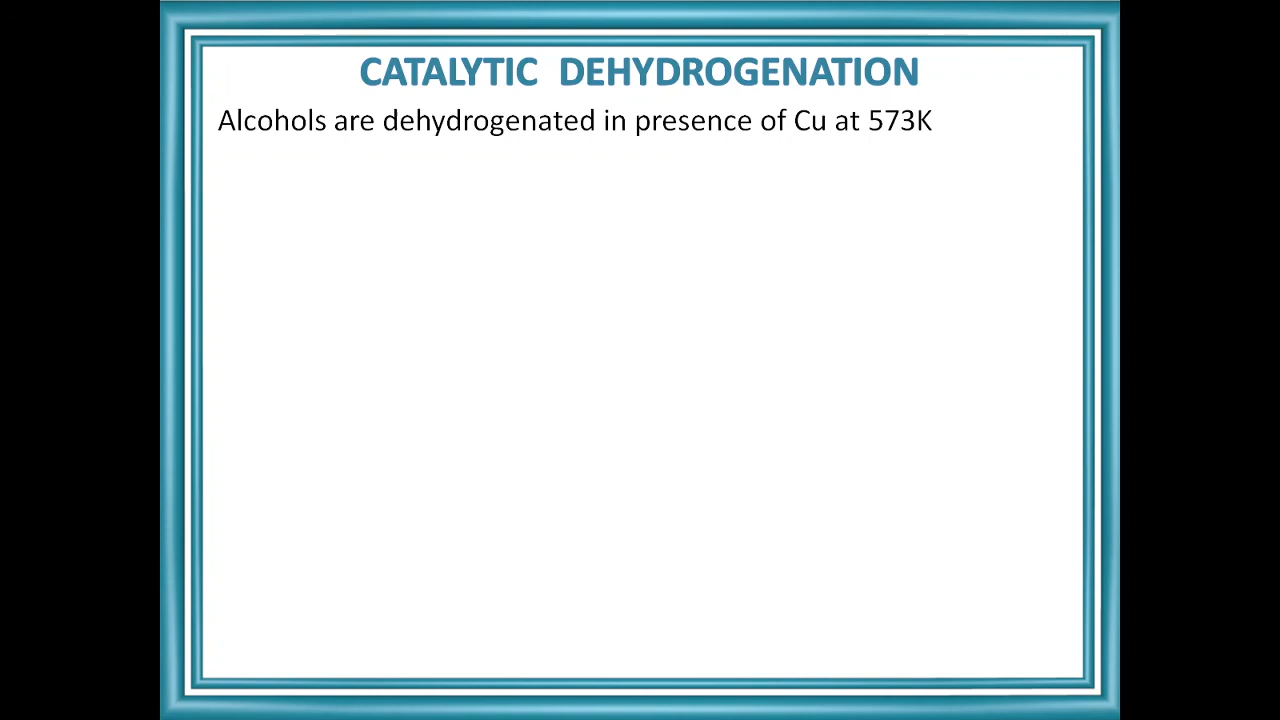 CATALYTIC DEHYDROGENATION
Alcohols are dehydrogenated in presence of Cu at 573K